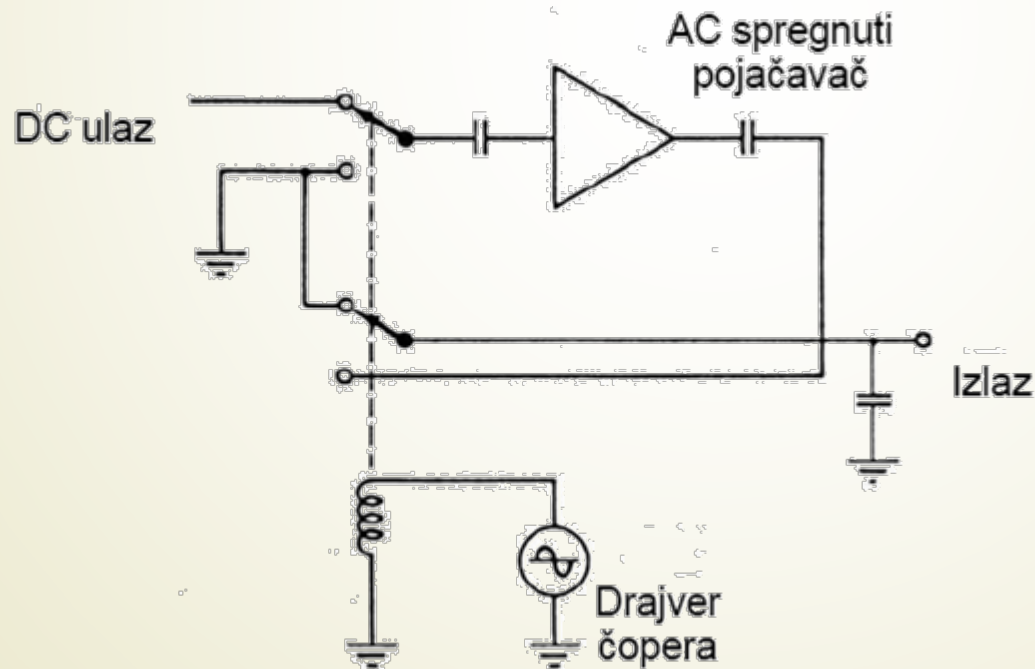 AC spregnuti
pojačavač
DC ulaz
Izlaz
Drajver
čopera